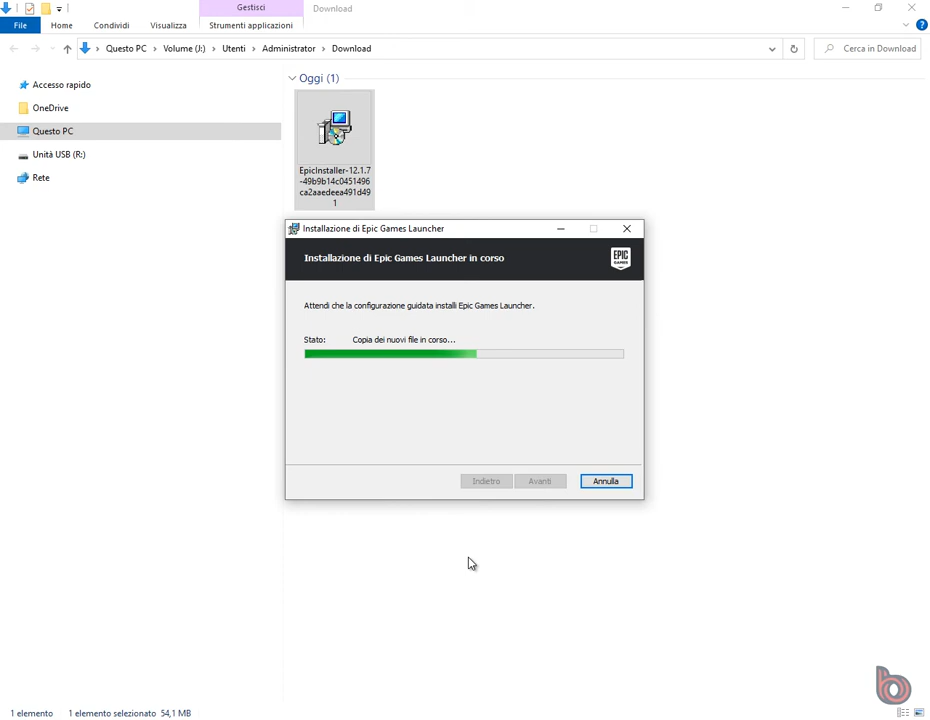 Gestisci
Download
File
Home
Condividi
Visualizza
Strumenti applicazioni
Questo PC > Volume (J:) > Utenti > Administrator > Download
Cerca in Download
Accesso rapido
OneDrive
Questo PC
Unità USB (R:)
Rete
Oggi (1)
EpicInstaller-12.1.7
-49b9b14c0451496
ca2aaedeea491d49
1
Installazione di Epic Games Launcher
Installazione di Epic Games Launcher in corso
EPIC
GAMES
Attendi che la configurazione guidata installi Epic Games Launcher.
Stato: Copia dei nuovi file in corso...
Indietro
Avanti
Annulla
1 elemento
1 elemento selezionato 54,1 MB